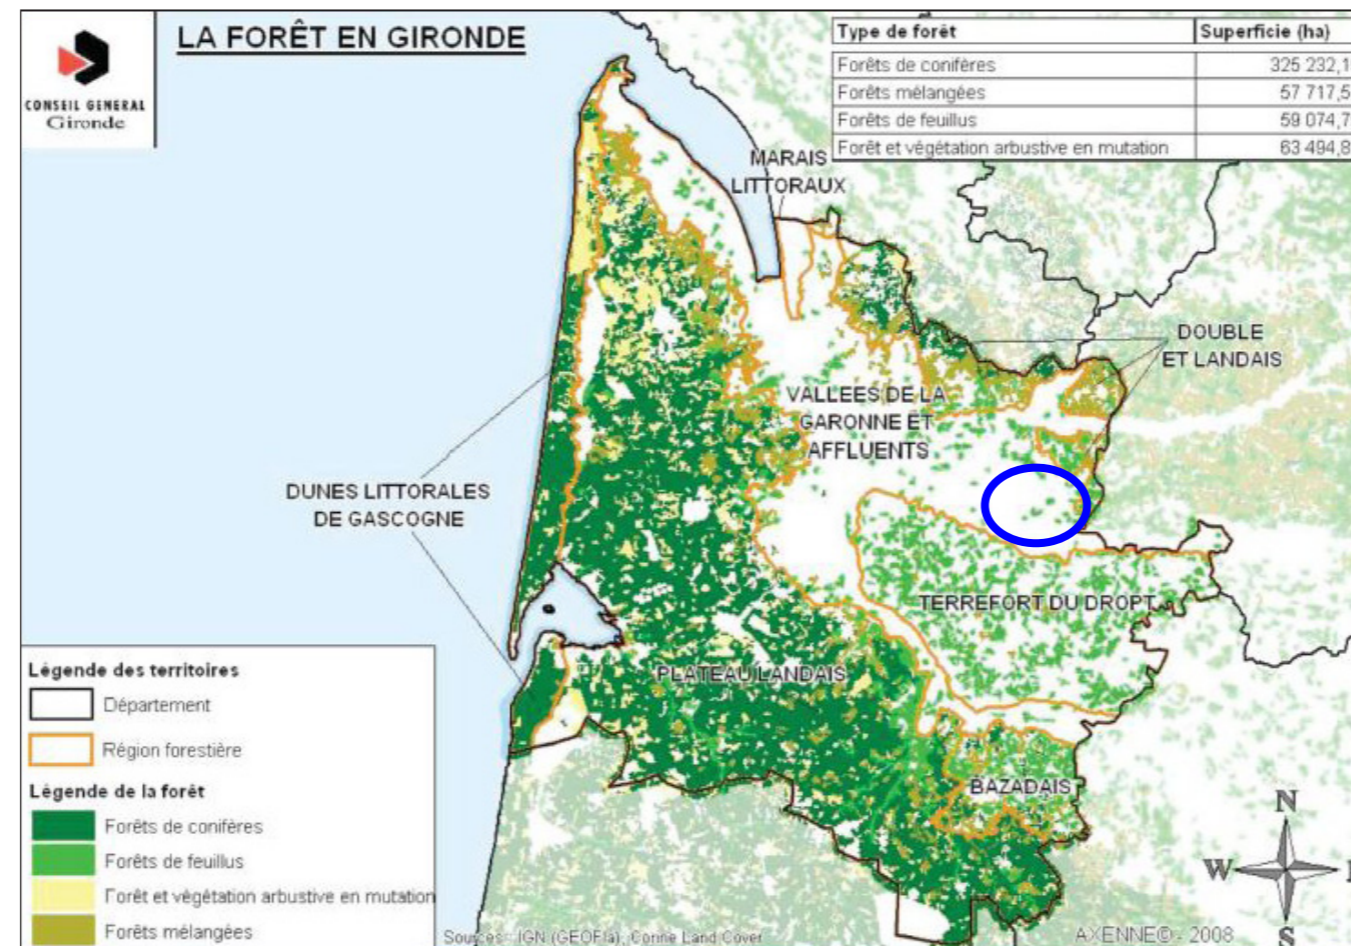 LA FORÊT EN GIRONDE
CONSEIL GENERAL
Gironde
Type de forêt Superficie (ha)
Forêts de conifères 325 232,1
Forêts mélangées 57 717,5
Forêts de feuillus 59 074,7
Forêt et végétation arbustive en mutation 63 494,8
MARAIS
LITTORAUX
DOUBLE
ET LANDAIS
VALLEES DE LA
GARONNE ET
AFFLUENTS
DUNES LITTORALES
DE GASCOGNE
TERREFORT DU DROPT
PLATEAU LANDAIS
BAZADAIS
Légende des territoires
Département
Région forestière
Légende de la forêt
Forêts de conifères
Forêts de feuillus
Forêt et végétation arbustive en mutation
Forêts mélangées
N
W
S
Sources : IGN (GEOFla), Corine Land Cover
AXENNE© - 2008